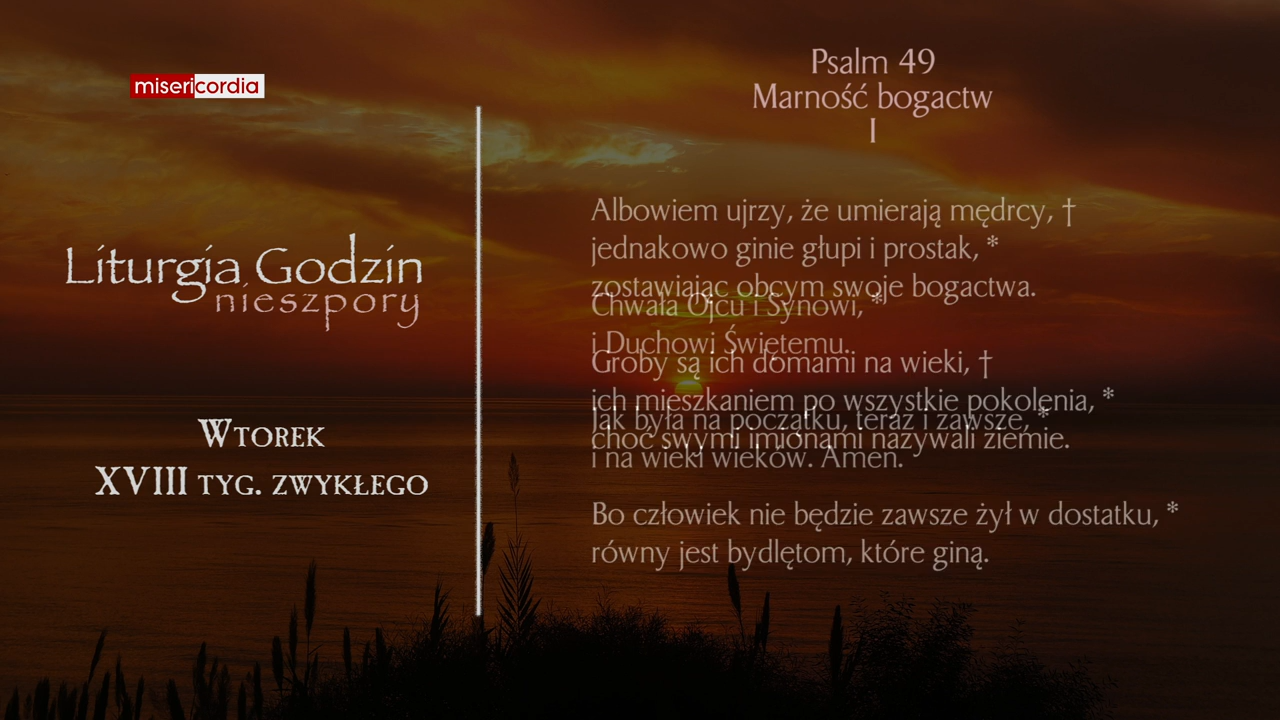 misericordia
Psalm 49
Marność bogactw
I
Liturgia Godzin
nieszpory
Wtorek
XVIII tyg. zwykłego
Albowiem ujrzy, że umierają mędrcy, †
jednakowo ginie głupi i prostak, *
zostawiając obcym swoje bogactwa.
Chwała Ojcu i Synowi, *
i Duchowi Świętemu.
Groby są ich domami na wieki, †
ich mieszkaniem po wszystkie pokolenia, *
Jak była na początku, teraz i zawsze, *
choć swymi imionami nazywali ziemie.
i na wieki wieków. Amen.
Bo człowiek nie będzie zawsze żył w dostatku, *
równy jest bydlętom, które giną.